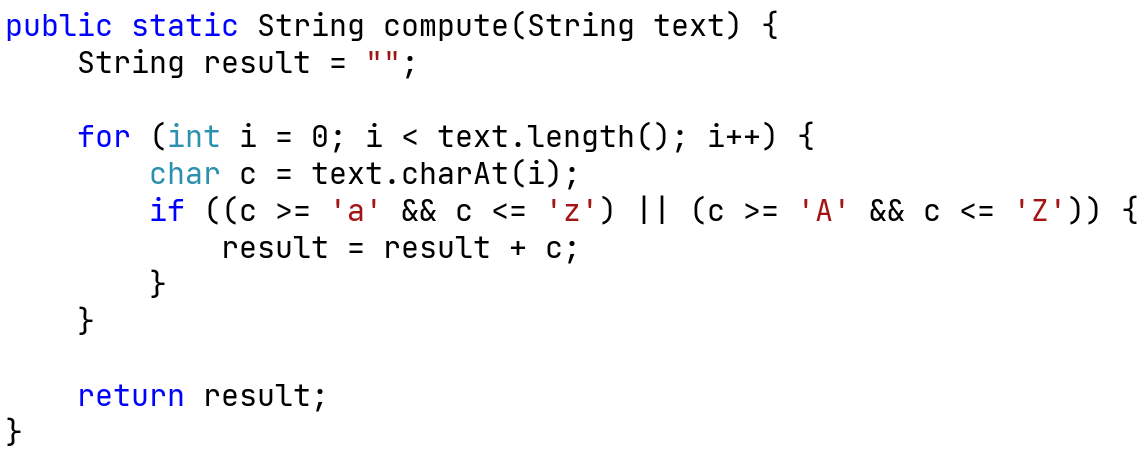 public static String compute(String text) {
    String result = "";

    for (int i = 0; i < text.length(); i++) {
        char c = text.charAt(i);
        if ((c >= 'a' && c <= 'z') || (c >= 'A' && c <= 'Z')) {
            result = result + c;
        }
    }

    return result;
}